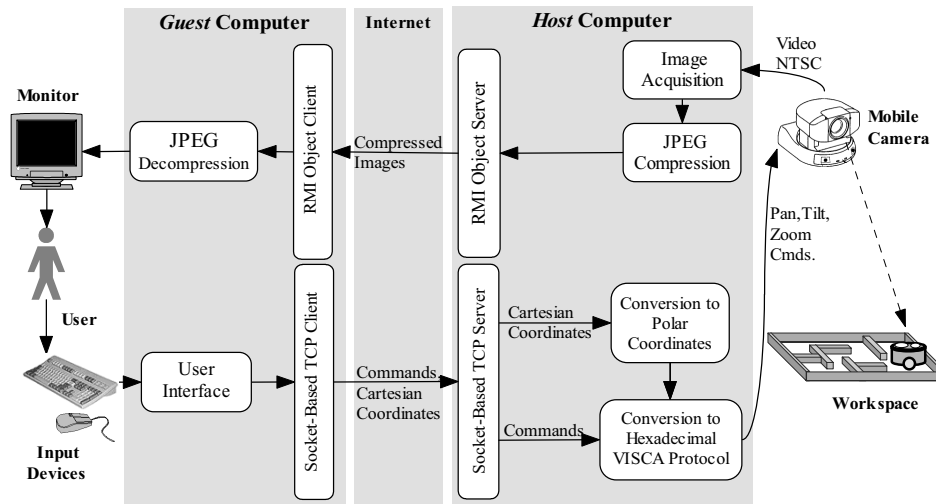 Guest Computer
Internet
Host Computer
Monitor
JPEG
Decompression
RMI Object Client
Compressed
Images
RMI Object Server
Image
Acquisition
JPEG
Compression
Video
NTSC
Mobile
Camera
Pan,Tilt,
Zoom
Cmds.
User
Input
Devices
User
Interface
Socket-Based TCP Client
Commands
Cartesian
Coordinates
Socket-Based TCP Server
Cartesian
Coordinates
Conversion to
Polar
Coordinates
Commands
Conversion to
Hexadecimal
VISCA Protocol
Workspace